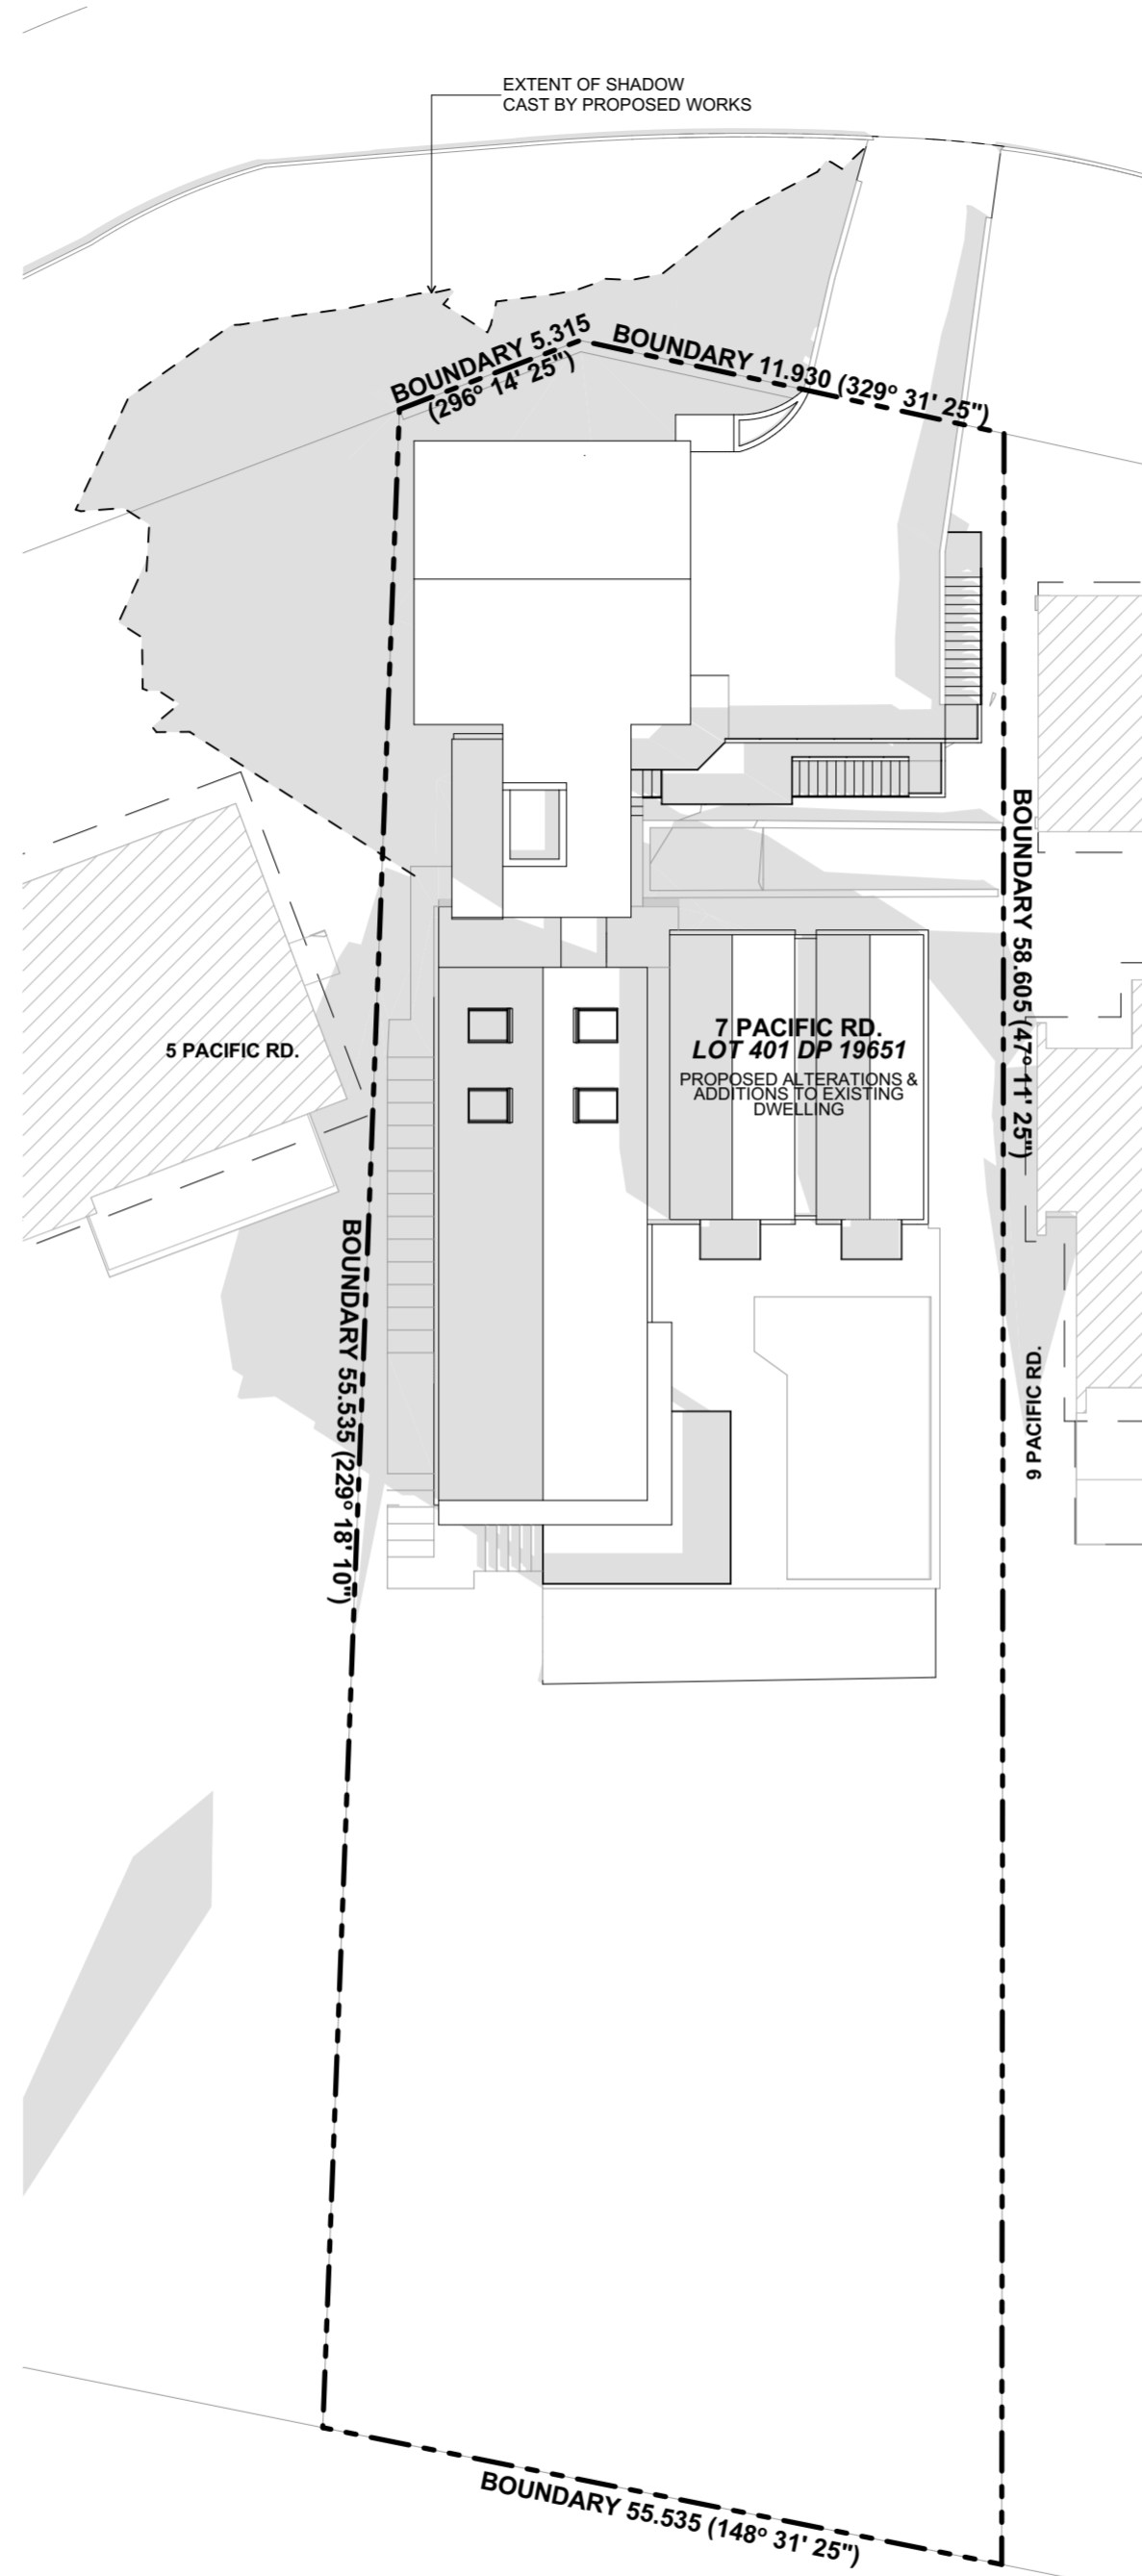 EXTENT OF SHADOW
CAST BY PROPOSED WORKS
BOUNDARY 5.315
(296° 14' 25")
BOUNDARY 11.930 (329° 31' 25")
BOUNDARY 58.605 (47° 11' 25")
7 PACIFIC RD.
LOT 401 DP 19651
PROPOSED ALTERATIONS &
ADDITIONS TO EXISTING
DWELLING
5 PACIFIC RD.
BOUNDARY 55.535 (229° 18' 10")
9 PACIFIC RD.
BOUNDARY 55.535 (148° 31' 25")